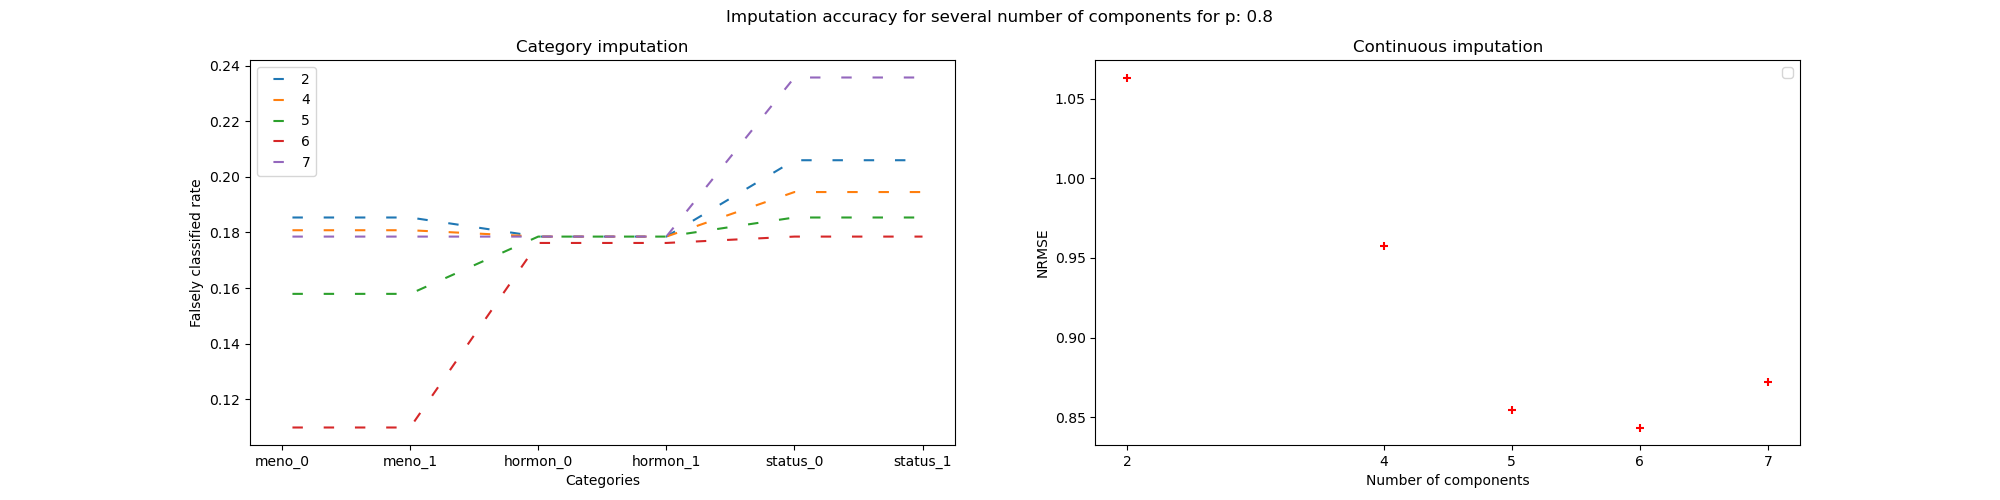 Imputation accuracy for several number of components for p: 0.8
Category imputation
0.24
0.22
0.20
0.18
0.16
0.14
0.12
Falsely classified rate
2
4
5
6
7
meno_0
meno_1
hormon_0
hormon_1
status_0
status_1
Categories
Continuous imputation
1.05
1.00
0.95
0.90
0.85
NRMSE
2
4
5
6
7
Number of components